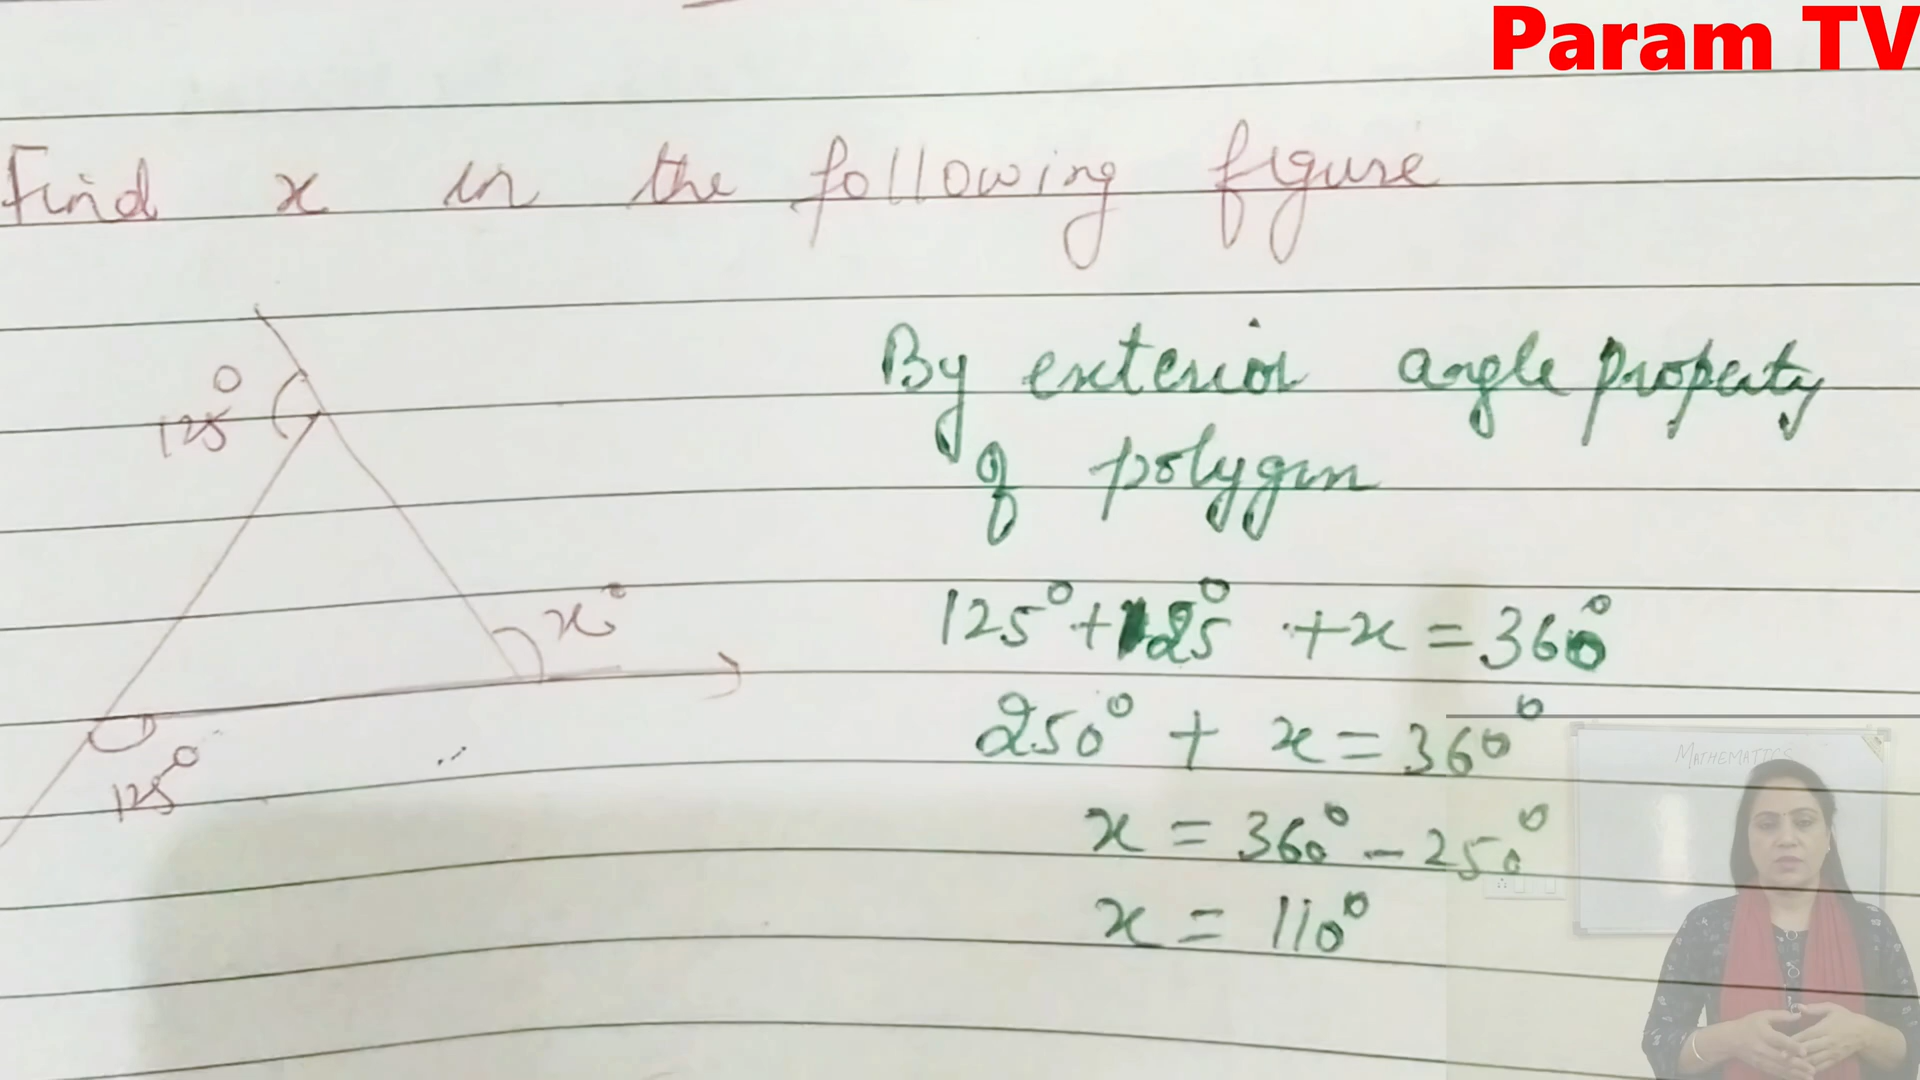 Param TV
Find x in the following figure
125°
x°
125°
By exterior angle property
of polygon
125° + 125° + x = 360°
250° + x = 360°
x = 360° - 250°
x = 110°
MATHEMATICS